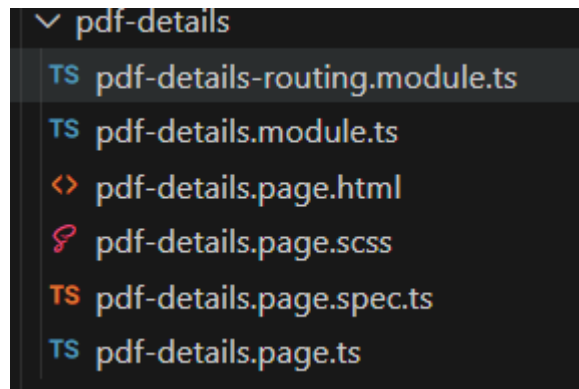 pdf-details
TS pdf-details-routing.module.ts
TS pdf-details.module.ts
<> pdf-details.page.html
pdf-details.page.scss
TS pdf-details.page.spec.ts
TS pdf-details.page.ts